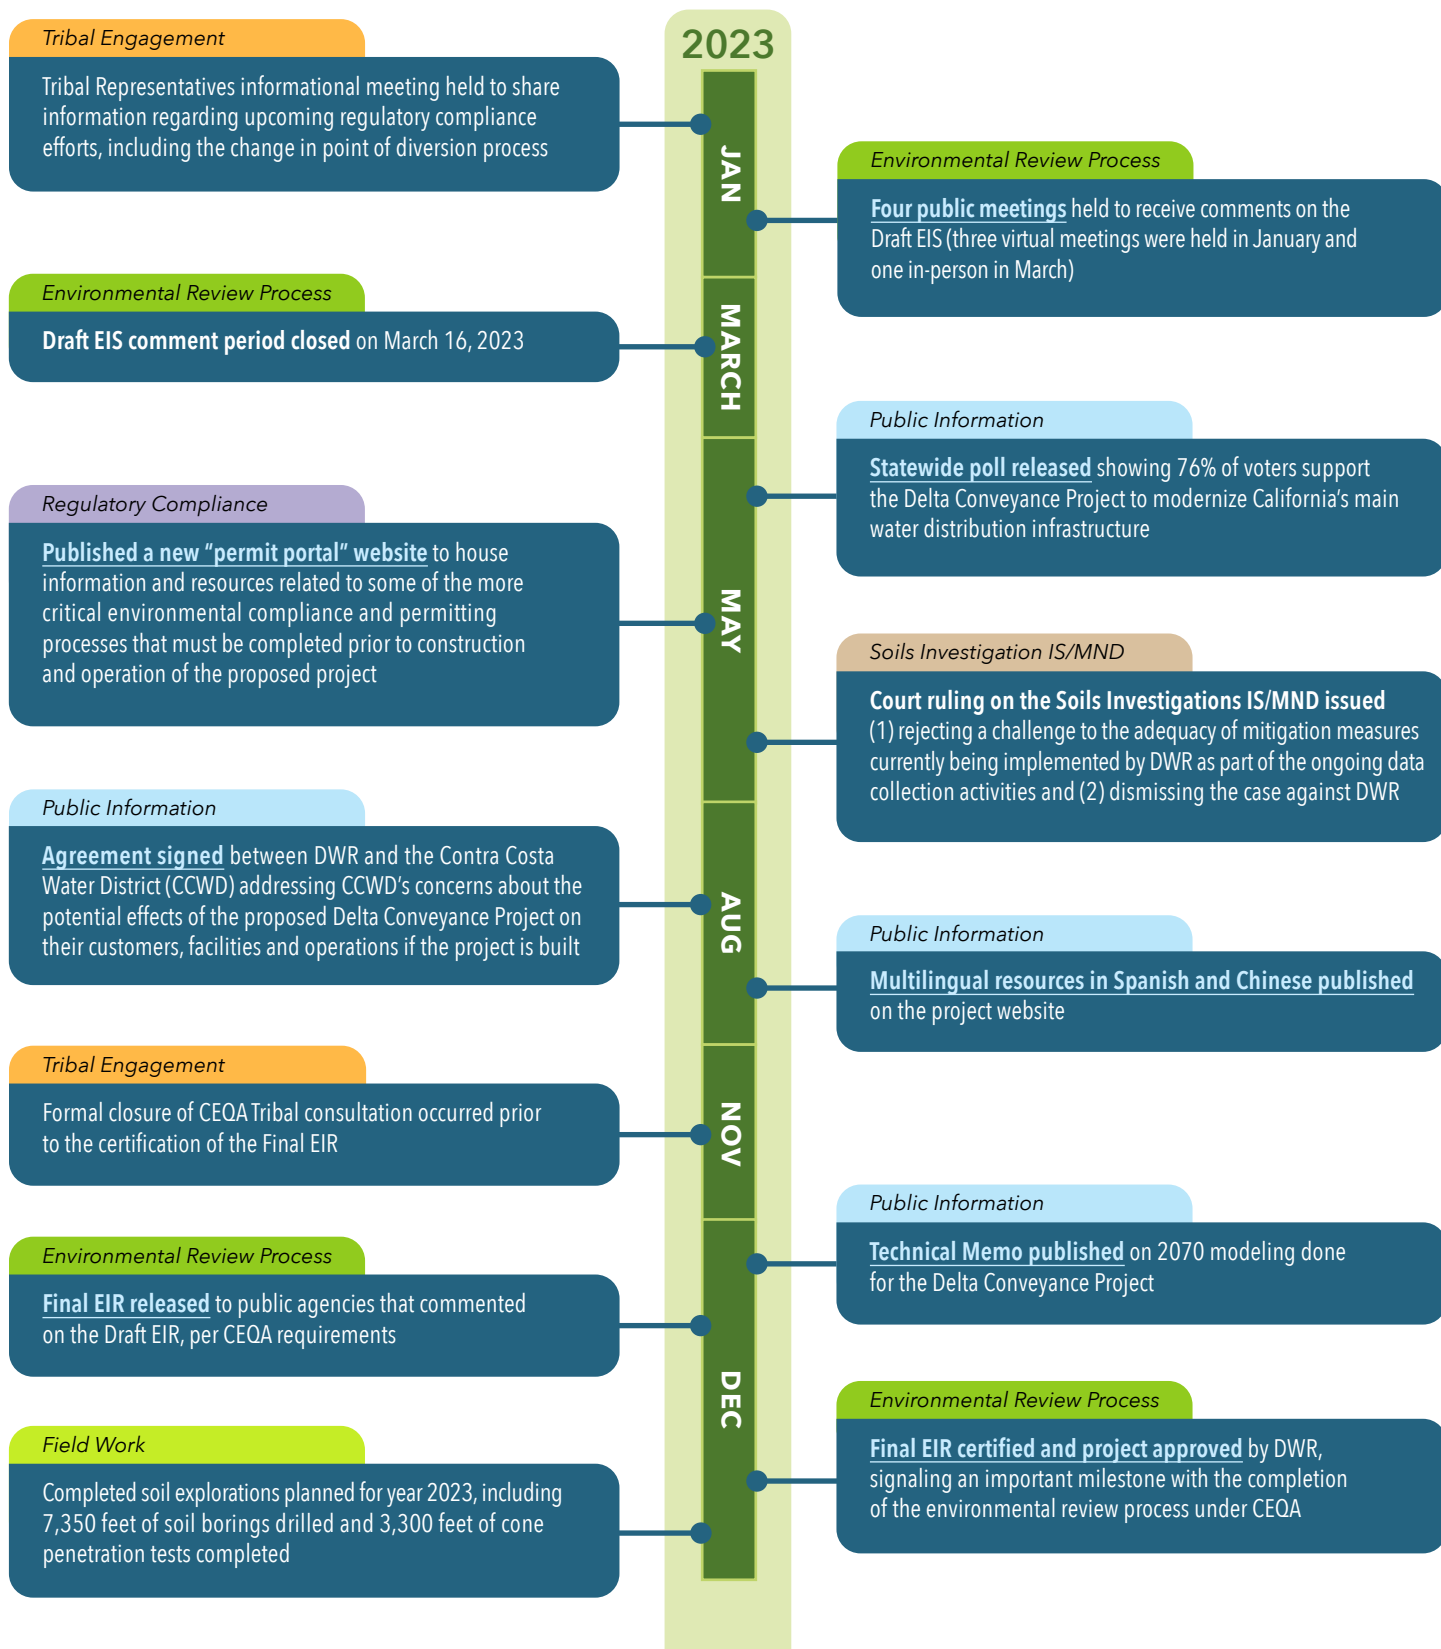 2023
Tribal Engagement
Tribal Representatives informational meeting held to share
information regarding upcoming regulatory compliance
efforts, including the change in point of diversion process
JAN
Environmental Review Process
Four public meetings held to receive comments on the
Draft EIS (three virtual meetings were held in January and
one in-person in March)
Environmental Review Process
Draft EIS comment period closed on March 16, 2023
MARCH
Public Information
Statewide poll released showing 76% of voters support
the Delta Conveyance Project to modernize California’s main
water distribution infrastructure
Regulatory Compliance
Published a new “permit portal” website to house
information and resources related to some of the more
critical environmental compliance and permitting
processes that must be completed prior to construction
and operation of the proposed project
MAY
Soils Investigation IS/MND
Court ruling on the Soils Investigations IS/MND issued
(1) rejecting a challenge to the adequacy of mitigation measures
currently being implemented by DWR as part of the ongoing data
collection activities and (2) dismissing the case against DWR
Public Information
Agreement signed between DWR and the Contra Costa
Water District (CCWD) addressing CCWD’s concerns about the
potential effects of the proposed Delta Conveyance Project on
their customers, facilities and operations if the project is built
AUG
Public Information
Multilingual resources in Spanish and Chinese published
on the project website
Tribal Engagement
Formal closure of CEQA Tribal consultation occurred prior
to the certification of the Final EIR
NOV
Public Information
Technical Memo published on 2070 modeling done
for the Delta Conveyance Project
Environmental Review Process
Final EIR released to public agencies that commented
on the Draft EIR, per CEQA requirements
DEC
Environmental Review Process
Final EIR certified and project approved by DWR,
signaling an important milestone with the completion
of the environmental review process under CEQA
Field Work
Completed soil explorations planned for year 2023, including
7,350 feet of soil borings drilled and 3,300 feet of cone
penetration tests completed